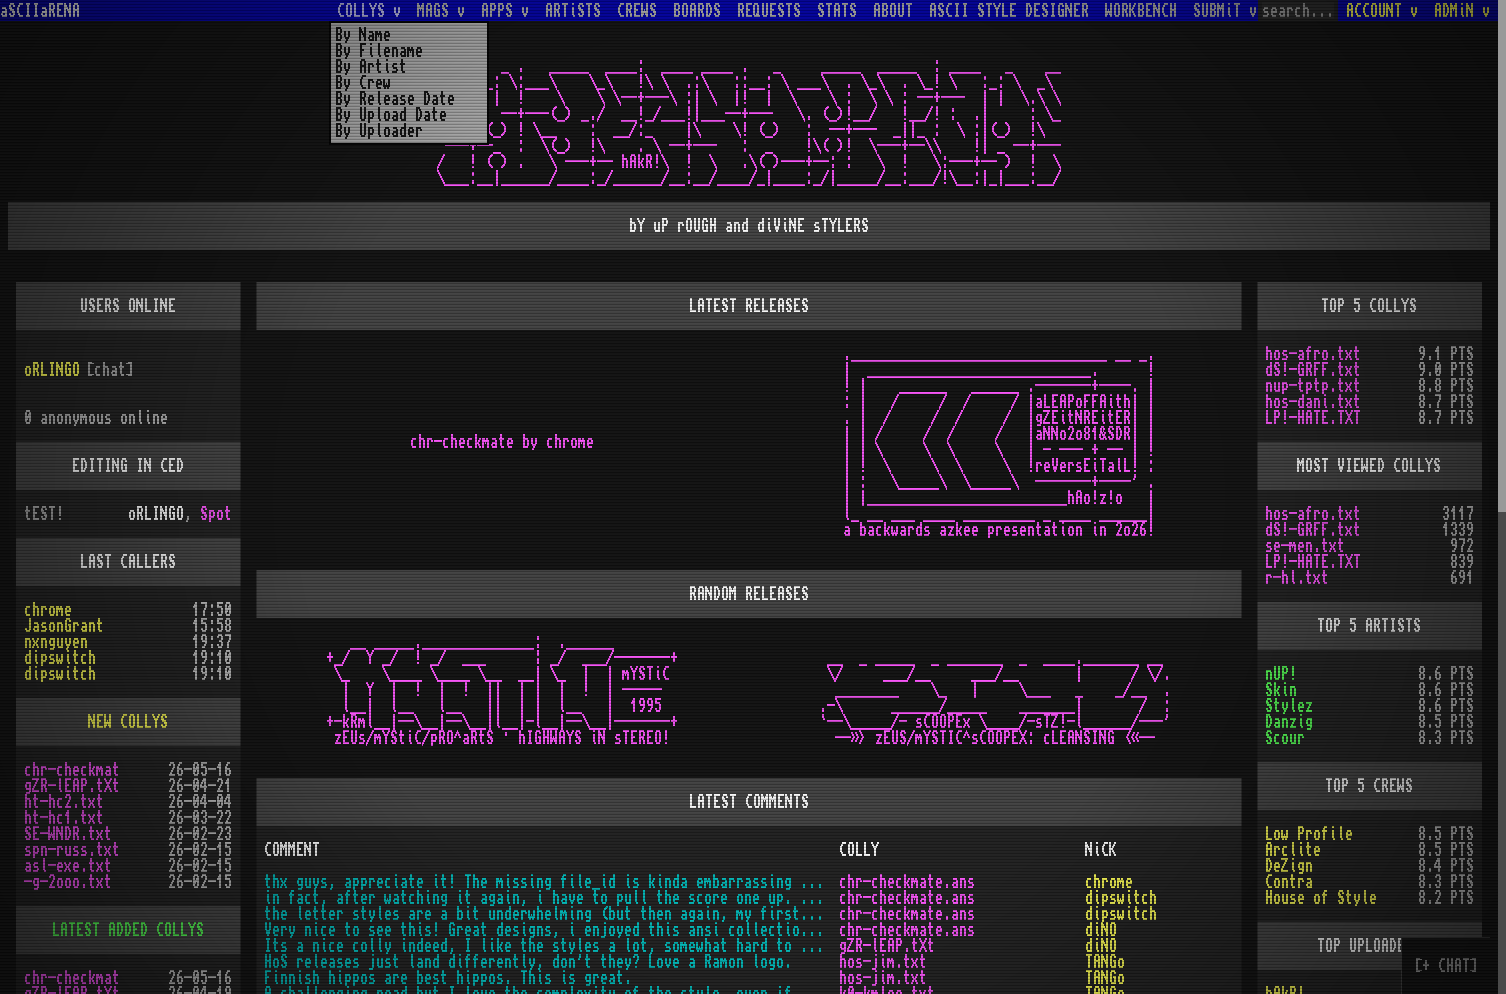 aSCIIaRENA
COLLYS v MAGS v APPS v ARTiSTS CREWS BOARDS REQUESTS STATS ABOUT ASCII STYLE DESIGNER WORKBENCH SUBMiT v search... ACCOUNT v ADMiN v
By Name
By Filename
By Artist
By Crew
By Release Date
By Upload Date
By Uploader
hAkR!
bY uP rOUGH and diViNE sTYLERS
USERS ONLINE
oRLINGO [chat]
0 anonymous online
EDITING IN CED
tEST! oRLINGO, Spot
LAST CALLERS
chrome 17:50
JasonGrant 15:58
nxnguyen 19:37
dipswitch 19:10
dipswitch 19:10
NEW COLLYS
chr-checkmat 26-05-16
gZR-lEAP.tXt 26-04-21
ht-hc2.txt 26-04-04
ht-hc1.txt 26-03-22
SE-WNDR.txt 26-02-23
spn-russ.txt 26-02-15
asl-exe.txt 26-02-15
-g-2ooo.txt 26-02-15
LATEST ADDED COLLYS
chr-checkmat 26-05-16
LATEST RELEASES
chr-checkmate by chrome
aLEAPoFFAith
gZEitNREitER
aNNo2o81&SDR
reVersEiTalL!
hAo!z!o
a backwards azkee presentation in 2o26!
RANDOM RELEASES
mYSTiC
1995
kRm
zEUs/mYStiC/pRO^aRtS hIGHWAYS iN sTEREO!
sCOOPEx
sTZ!
zEUS/mYSTIC^sCOOPEX: cLEANSING
LATEST COMMENTS
COMMENT COLLY NiCK
thx guys, appreciate it! The missing file_id is kinda embarrassing ... chr-checkmate.ans chrome
in fact, after watching it again, i have to pull the score one up. ... chr-checkmate.ans dipswitch
the letter styles are a bit underwhelming (but then again, my first... chr-checkmate.ans dipswitch
Very nice to see this! Great designs, i enjoyed this ansi collectio... chr-checkmate.ans diNO
Its a nice colly indeed, I like the styles a lot, somewhat hard to ... gZR-lEAP.tXt diNO
HoS releases just land differently, don't they? Love a Ramon logo. hos-jim.txt TANGo
Finnish hippos are best hippos. This is great. hos-jim.txt TANGo
TOP 5 COLLYS
hos-afro.txt 9.1 PTS
dS!-GRFF.txt 9.0 PTS
nup-tptp.txt 8.8 PTS
hos-dani.txt 8.7 PTS
LP!-HATE.TXT 8.7 PTS
MOST VIEWED COLLYS
hos-afro.txt 3117
dS!-GRFF.txt 1339
se-men.txt 972
LP!-HATE.TXT 839
r-hl.txt 691
TOP 5 ARTISTS
nUP! 8.6 PTS
Skin 8.6 PTS
Stylez 8.6 PTS
Danzig 8.5 PTS
Scour 8.3 PTS
TOP 5 CREWS
Low Profile 8.5 PTS
Arclite 8.5 PTS
DeZign 8.4 PTS
Contra 8.3 PTS
House of Style 8.2 PTS
TOP UPLOADE
[+ CHAT]
hAkR!